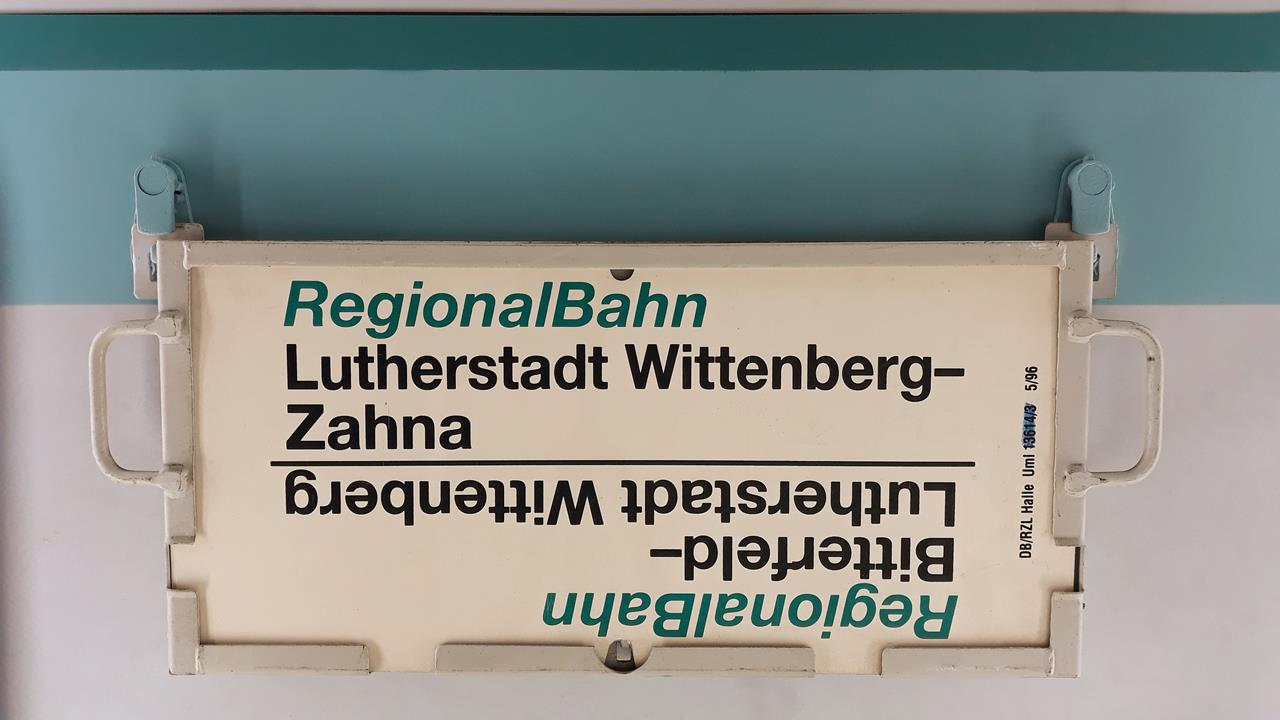 RegionalBahn
Lutherstadt Wittenberg–
Zahna
RegionalBahn
Bitterfeld–
Lutherstadt Wittenberg
DB/RZL Halle Uml 13614/3 5/96